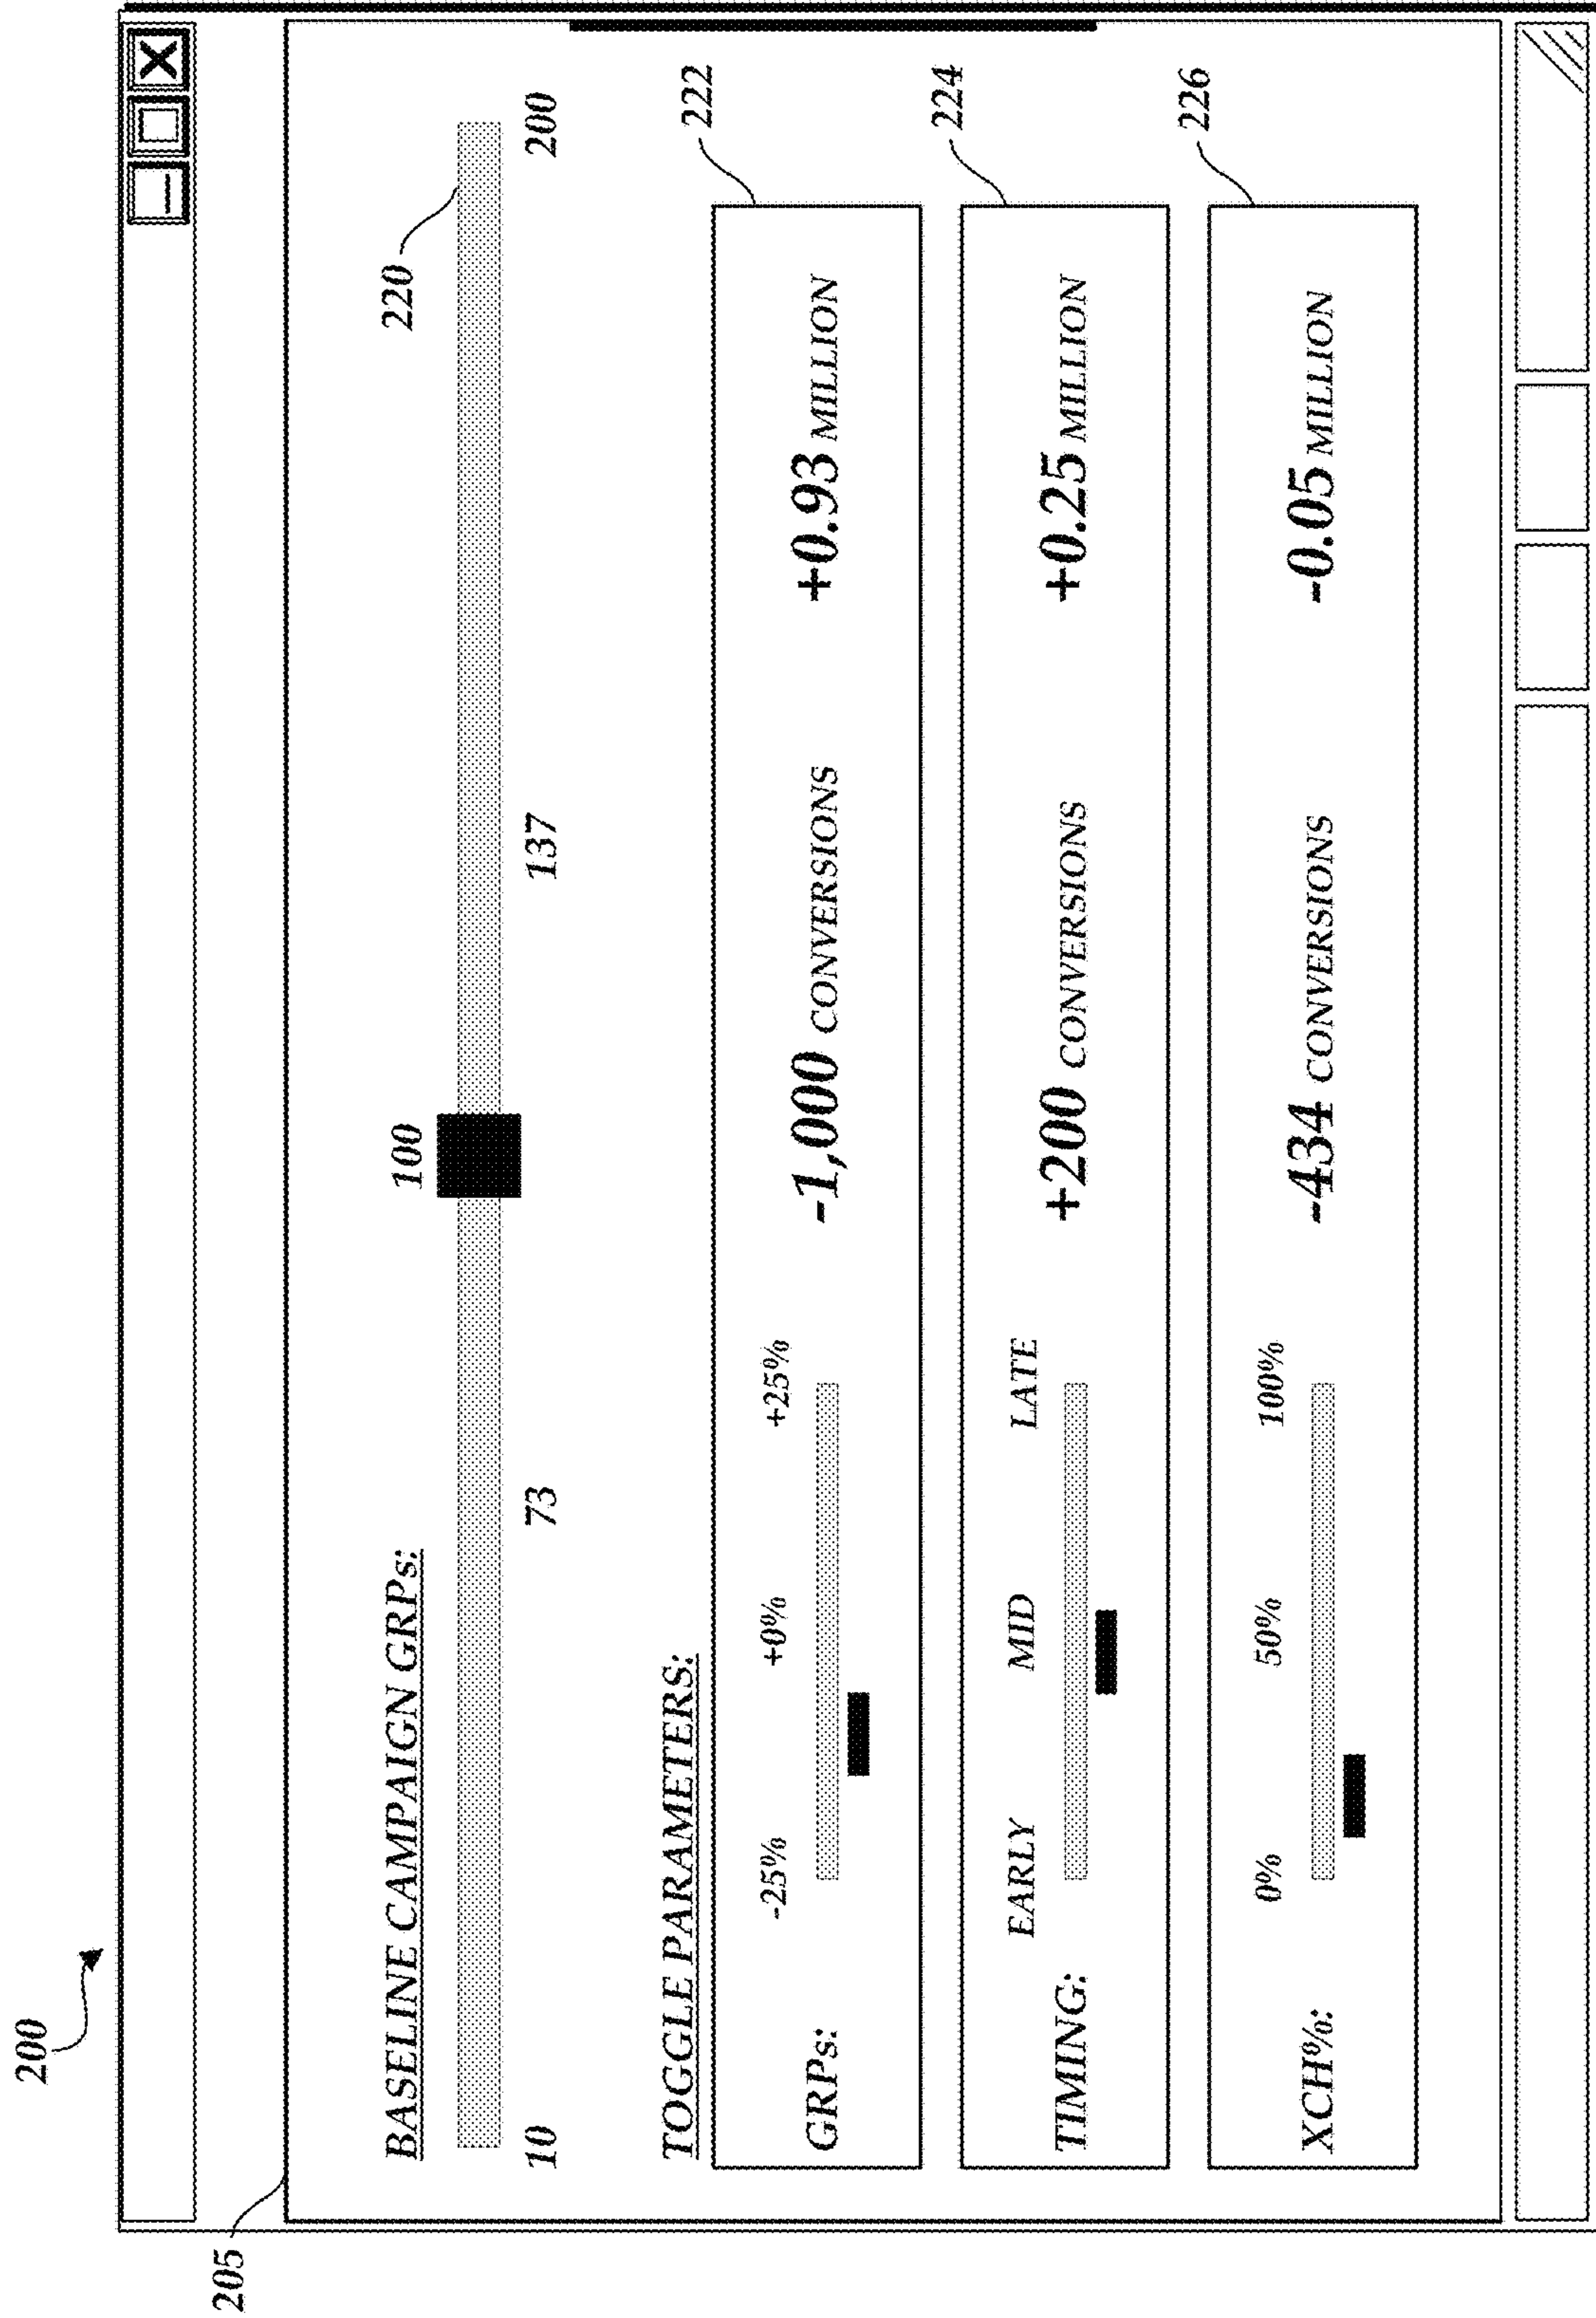 200
205
BASELINE CAMPAIGN GRPs:
100
220
10
73
137
200
TOGGLE PARAMETERS:
222
-25%
+0%
+25%
GRPs:
-1,000 CONVERSIONS
+0.93 MILLION
224
EARLY
MID
LATE
TIMING:
+200 CONVERSIONS
+0.25 MILLION
226
0%
50%
100%
XCH%:
-434 CONVERSIONS
-0.05 MILLION